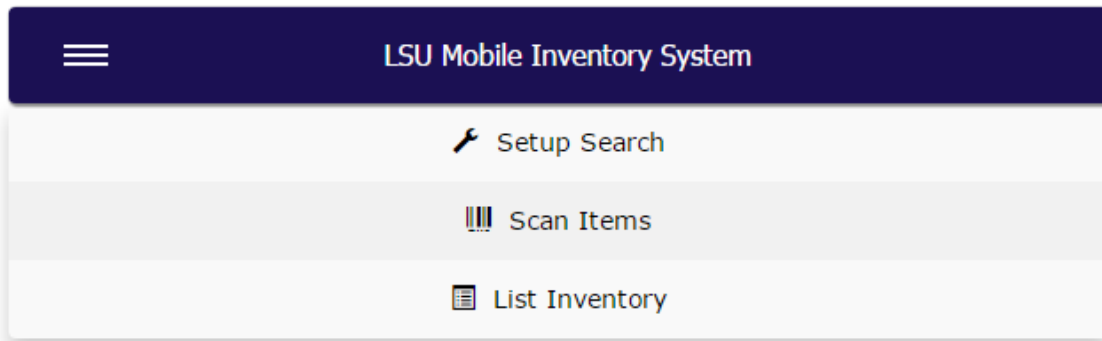 LSU Mobile Inventory System
Setup Search
Scan Items
List Inventory